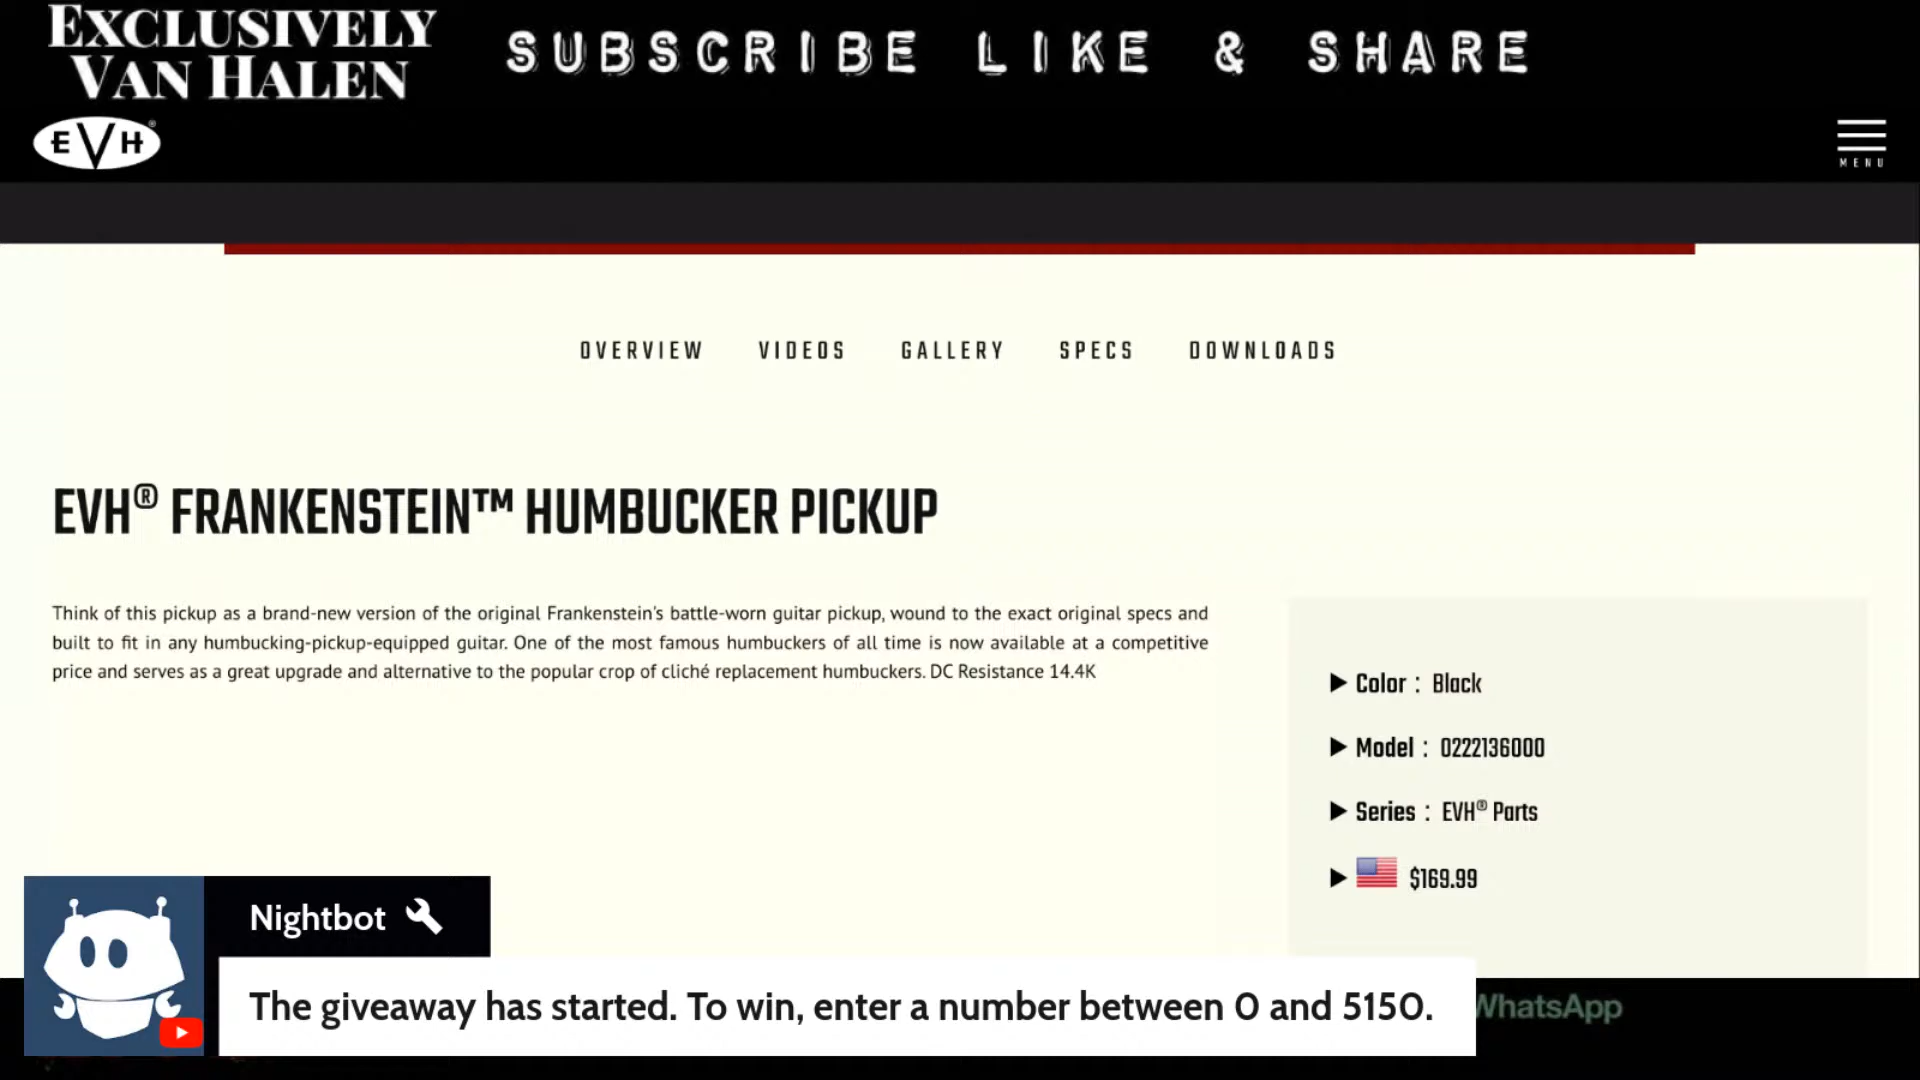 EXCLUSIVELY
VAN HALEN
SUBSCRIBE LIKE & SHARE
EVH®
MENU
OVERVIEW VIDEOS GALLERY SPECS DOWNLOADS
EVH® FRANKENSTEIN™ HUMBUCKER PICKUP
Think of this pickup as a brand-new version of the original Frankenstein's battle-worn guitar pickup, wound to the exact original specs and
built to fit in any humbucking-pickup-equipped guitar. One of the most famous humbuckers of all time is now available at a competitive
price and serves as a great upgrade and alternative to the popular crop of cliché replacement humbuckers. DC Resistance 14.4K
Color : Black
Model : 0222136000
Series : EVH® Parts
$169.99
Nightbot
The giveaway has started. To win, enter a number between 0 and 5150.
WhatsApp